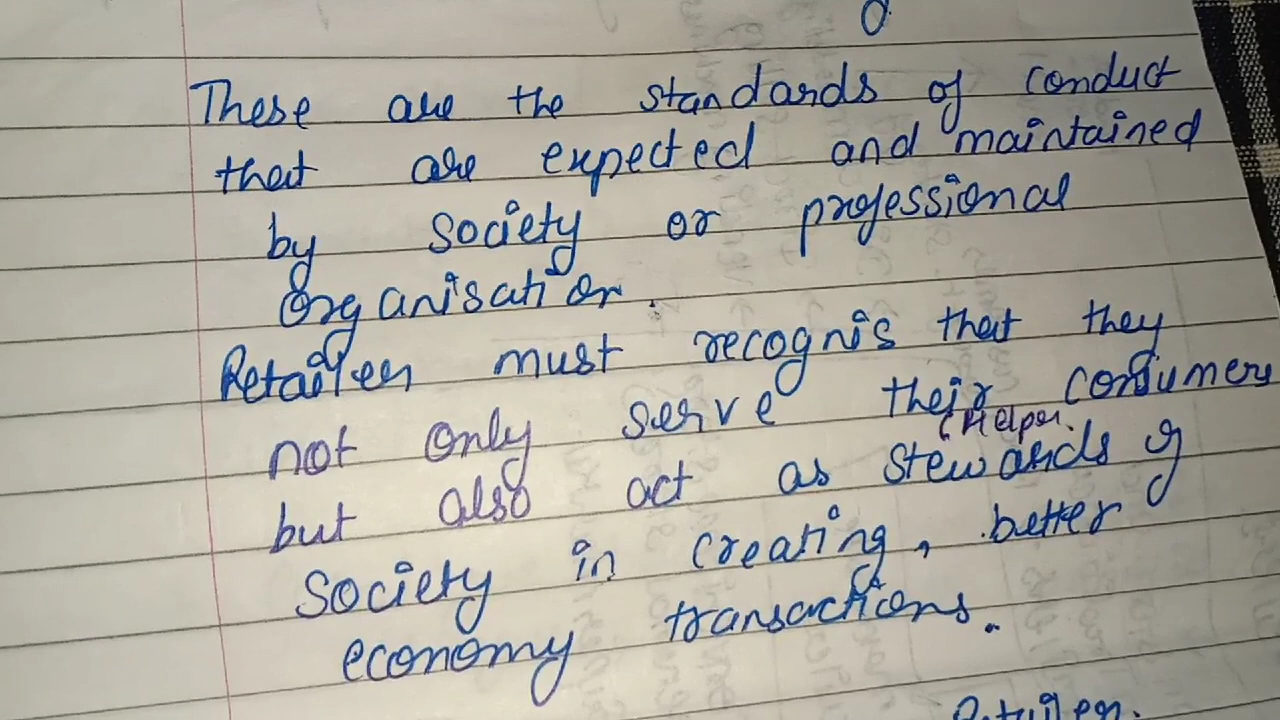 These are the standards of conduct
that are expected and maintained
by society or professional
organisation.
Retailer must recognis that they
not only serve their consumers
(Helper.
but also act as stewards of
society in creating, better
economy transactions.
Retailer.